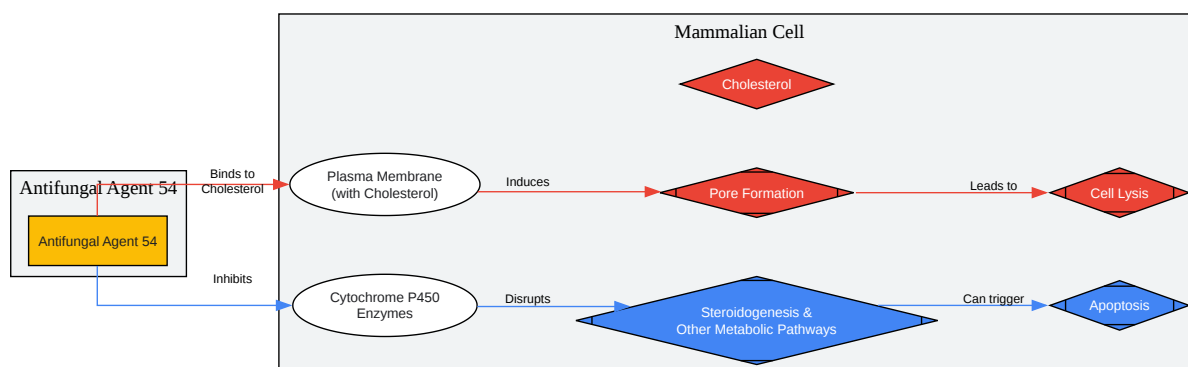 Mammalian Cell
Cholesterol
Antifungal Agent 54
Antifungal Agent 54
Binds to
Cholesterol
Plasma Membrane
(with Cholesterol)
Induces
Pore Formation
Leads to
Cell Lysis
Inhibits
Cytochrome P450
Enzymes
Disrupts
Steroidogenesis &
Other Metabolic Pathways
Can trigger
Apoptosis